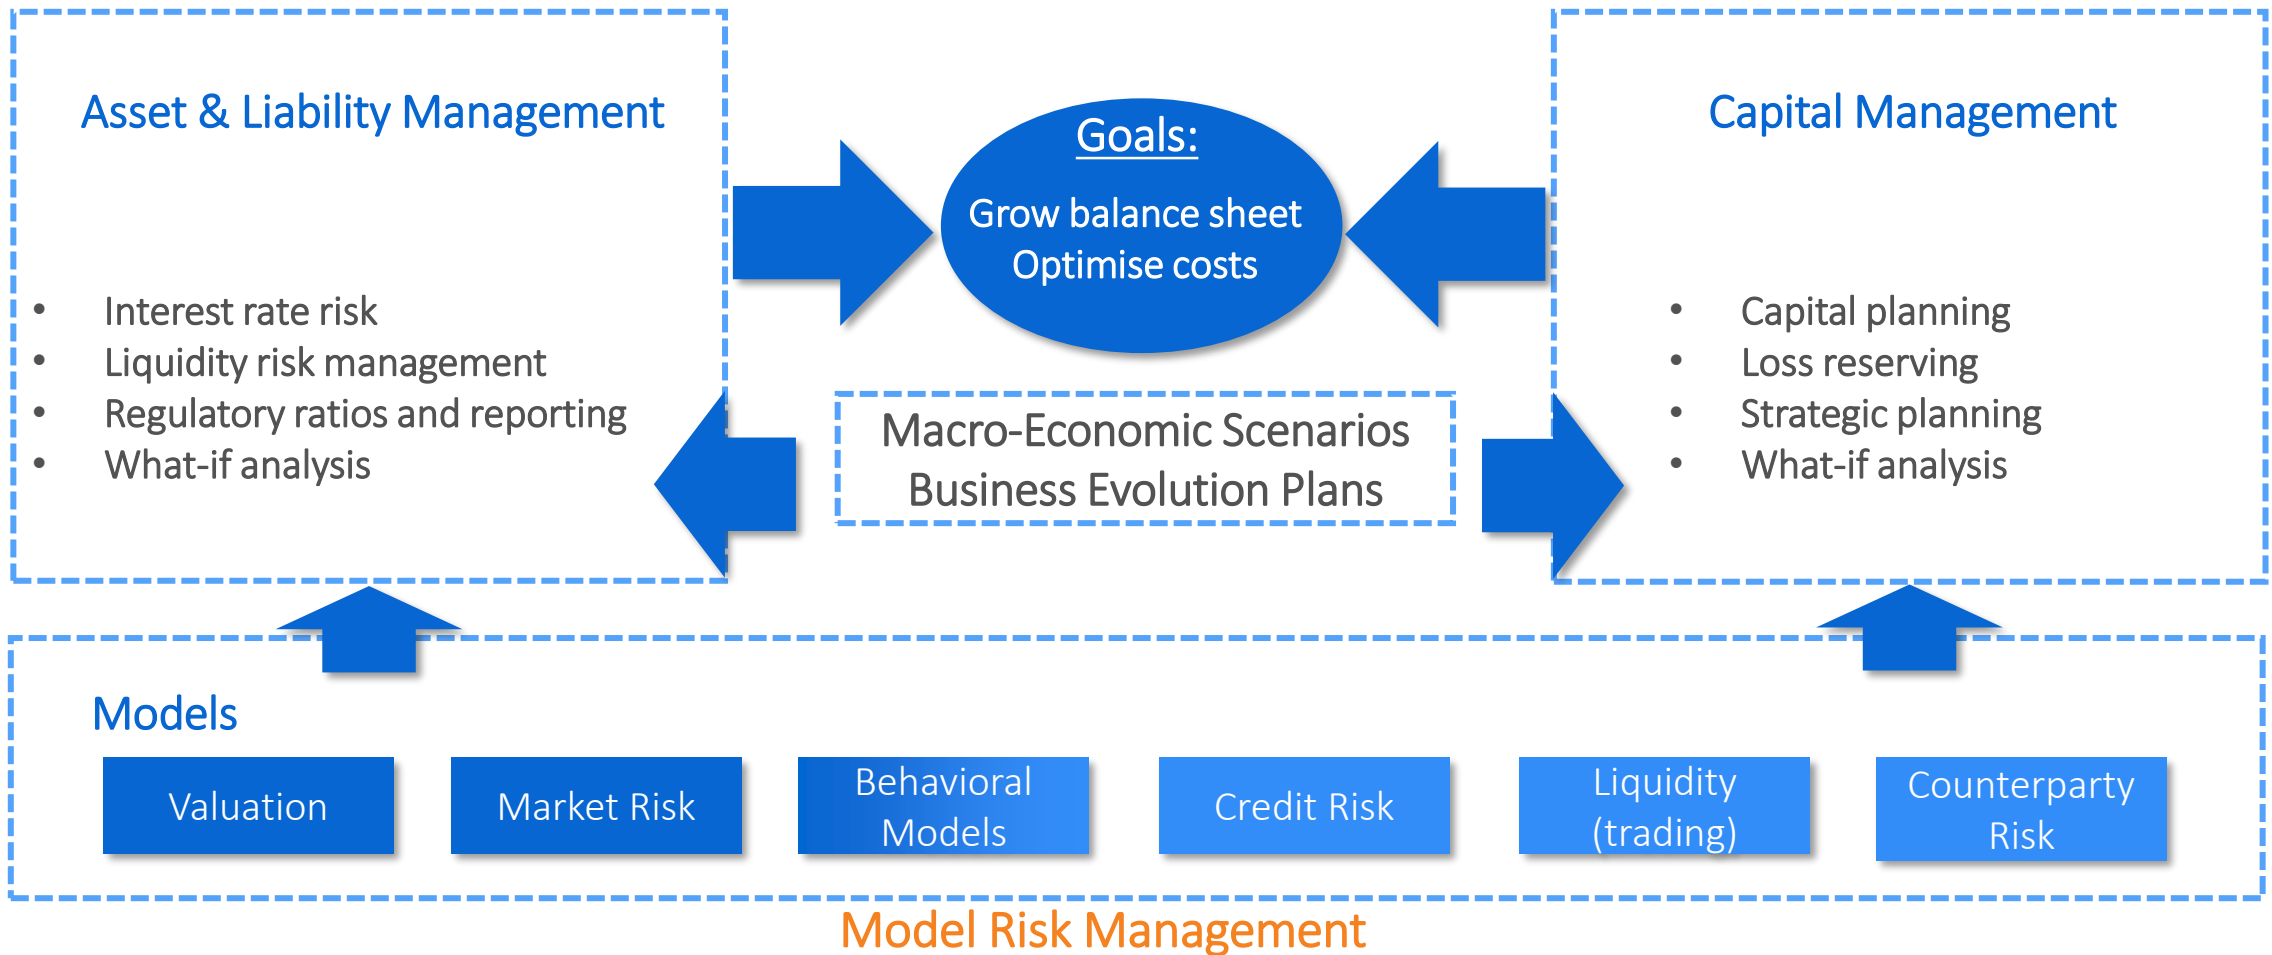 Asset & Liability Management
• Interest rate risk
• Liquidity risk management
• Regulatory ratios and reporting
• What-if analysis
Goals:
Grow balance sheet
Optimise costs
Macro-Economic Scenarios
Business Evolution Plans
Capital Management
• Capital planning
• Loss reserving
• Strategic planning
• What-if analysis
Models
Valuation
Market Risk
Behavioral
Models
Credit Risk
Liquidity
(trading)
Counterparty
Risk
Model Risk Management